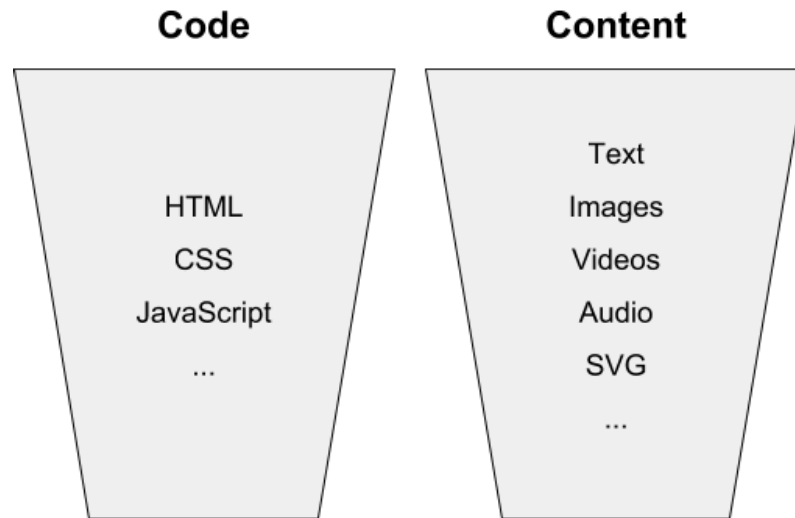 Code
HTML
CSS
JavaScript
...
Content
Text
Images
Videos
Audio
SVG
...